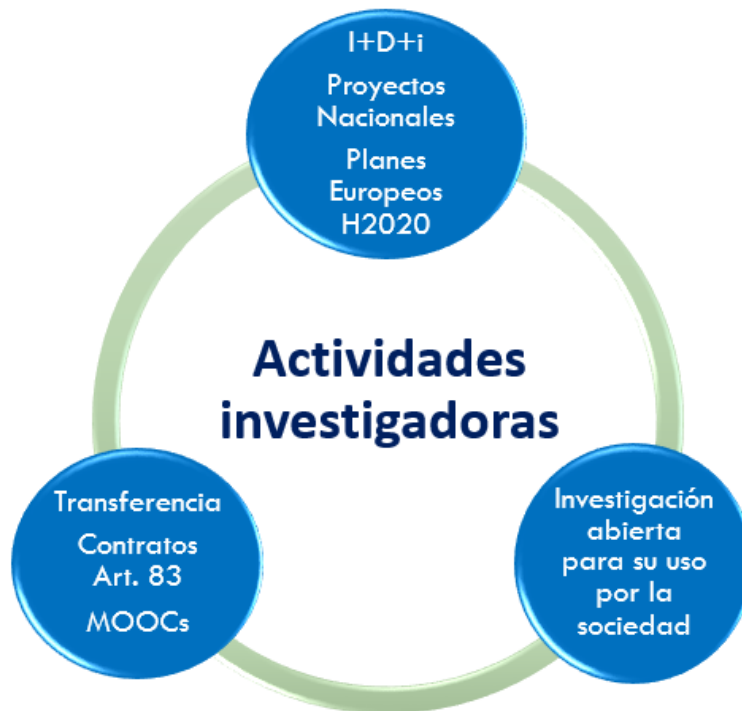 I+D+i
Proyectos
Nacionales
Planes
Europeos
H2020
Actividades
investigadoras
Transferencia
Contratos
Art. 83
MOOCs
Investigación
abierta
para su uso
por la
sociedad